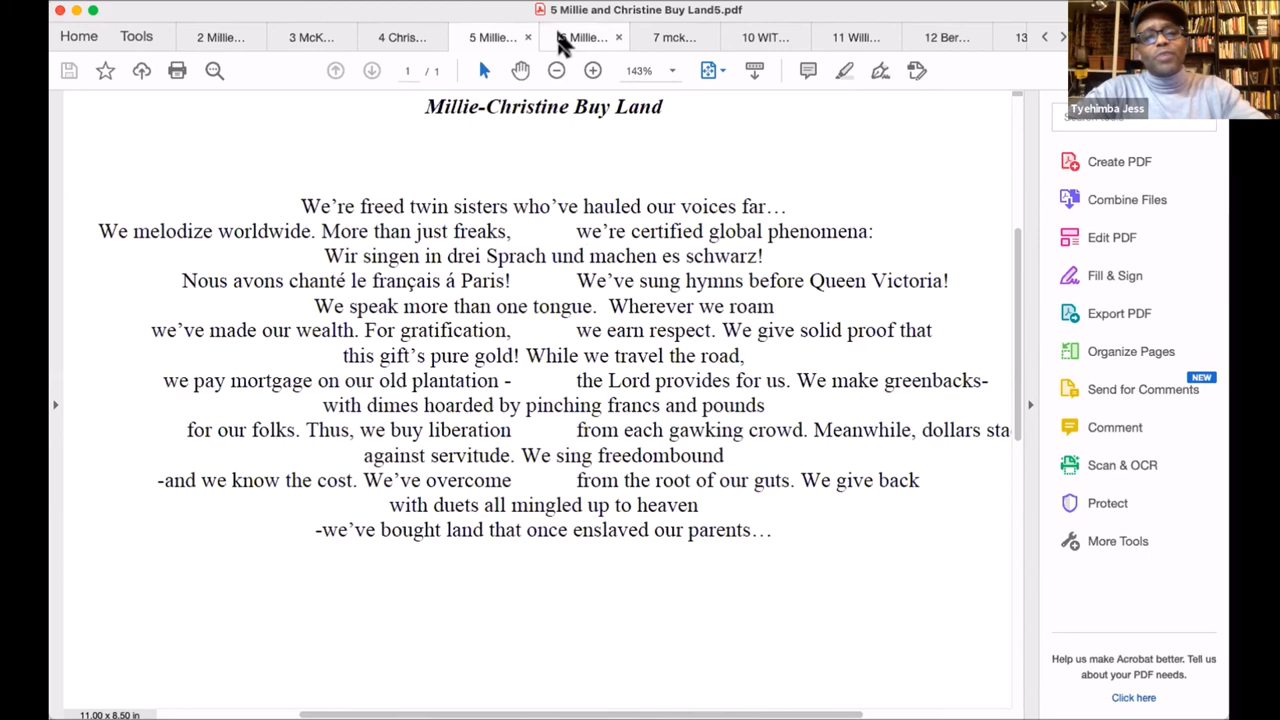 5 Millie and Christine Buy Land5.pdf
Home Tools 2 Millie... 3 McK... 4 Chris... 5 Millie... × Millie... × 7 mck... 10 WIT... 11 Willi... 12 Ber... 13
1 / 1 143%
Tyehimba Jess
Millie-Christine Buy Land
We're freed twin sisters who've hauled our voices far…
We melodize worldwide. More than just freaks, we're certified global phenomena:
Wir singen in drei Sprach und machen es schwarz!
Nous avons chanté le français á Paris! We've sung hymns before Queen Victoria!
We speak more than one tongue. Wherever we roam
we've made our wealth. For gratification, we earn respect. We give solid proof that
this gift's pure gold! While we travel the road,
we pay mortgage on our old plantation - the Lord provides for us. We make greenbacks-
with dimes hoarded by pinching francs and pounds
for our folks. Thus, we buy liberation from each gawking crowd. Meanwhile, dollars sta
against servitude. We sing freedombound
-and we know the cost. We've overcome from the root of our guts. We give back
with duets all mingled up to heaven
-we've bought land that once enslaved our parents…
11.00 x 8.50 in
Create PDF
Combine Files
Edit PDF
Fill & Sign
Export PDF
Organize Pages
NEW
Send for Comments
Comment
Scan & OCR
Protect
More Tools
Help us make Acrobat better. Tell us
about your PDF needs.
Click here